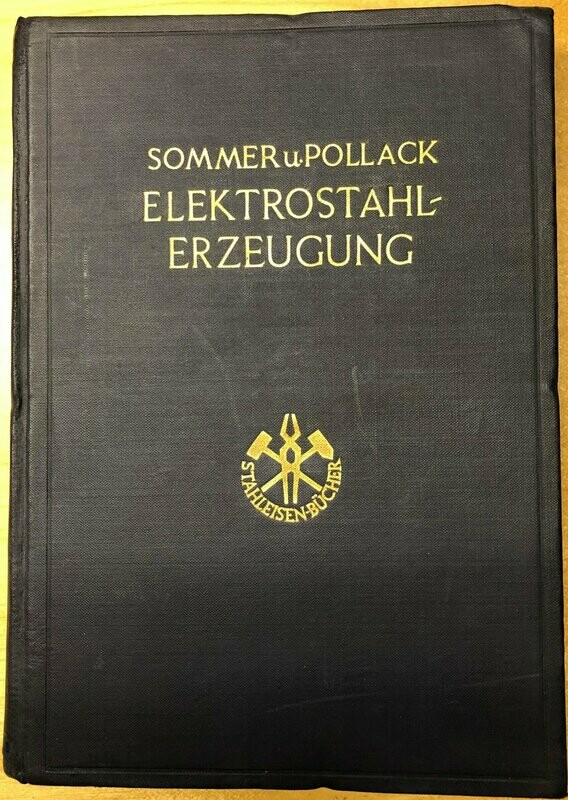 SOMMER u. POLLACK
ELEKTROSTAHL-
ERZEUGUNG
STAHLEISEN-BÜCHER